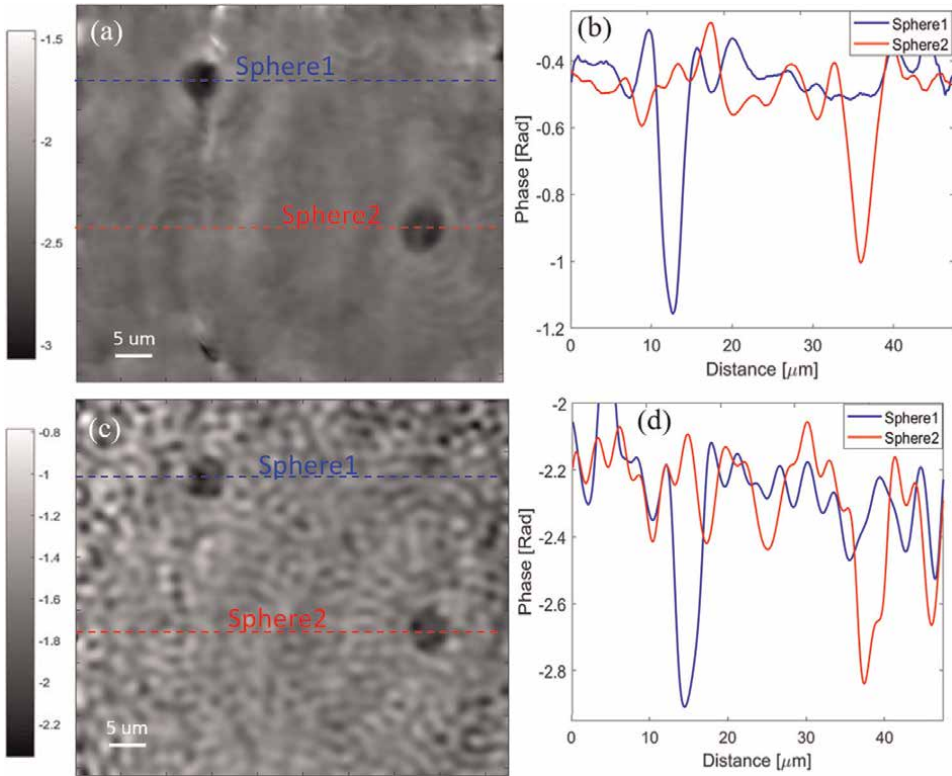 (a)
-1.5
-2
-2.5
-3
Sphere1
Sphere2
5 um
(b)
Sphere1
Sphere2
-0.4
-0.6
-0.8
-1
-1.2
Phase [Rad]
0 10 20 30 40
Distance [μm]
(c)
-0.8
-1
-1.2
-1.4
-1.6
-1.8
-2
-2.2
Sphere1
Sphere2
5 um
(d)
Sphere1
Sphere2
-2
-2.2
-2.4
-2.6
-2.8
Phase [Rad]
0 10 20 30 40
Distance [μm]